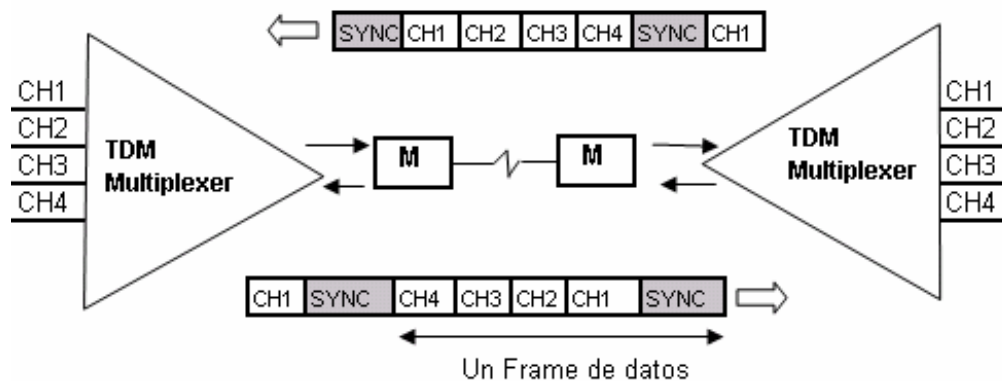 SYNC CH1 CH2 CH3 CH4 SYNC CH1
CH1
CH2
CH3
CH4
TDM
Multiplexer
M
M
TDM
Multiplexer
CH1
CH2
CH3
CH4
CH1 SYNC CH4 CH3 CH2 CH1 SYNC
Un Frame de datos